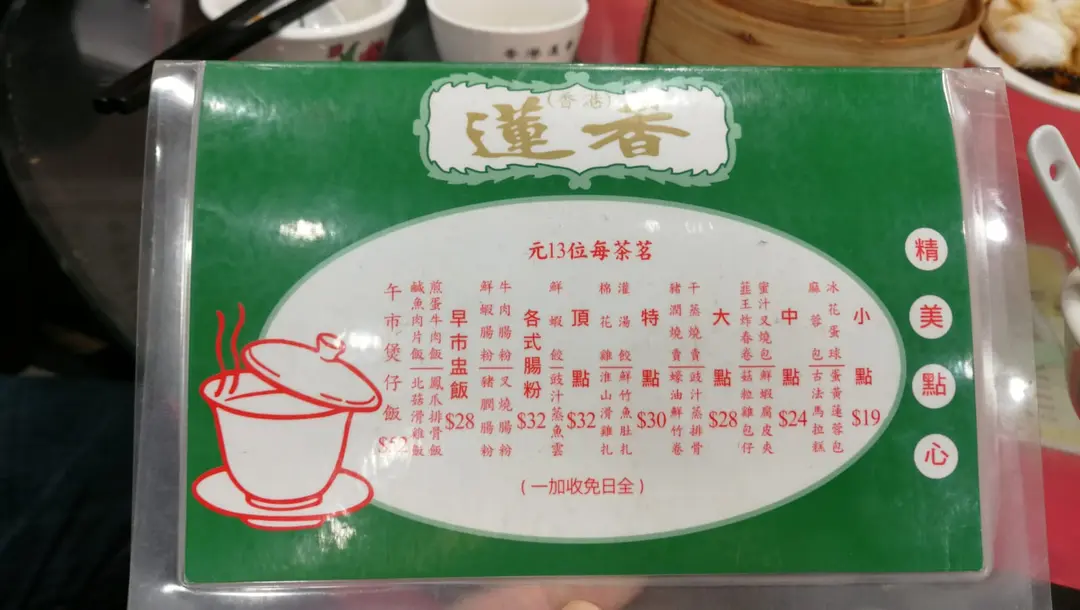 (香港)
蓮香
精美點心
茗茶每位13元
小點 $19
冰花蛋球 蛋黃蓮蓉包
麻蓉包 古法馬拉糕
中點 $24
蜜汁叉燒包 鮮蝦腐皮夾
韮王炸春卷 菇粒雞包仔
大點 $28
干蒸燒賣 豉汁蒸排骨
豬潤燒賣 蠔油鮮竹卷
特點 $30
灌湯餃 鮮竹魚肚扎
棉花雞 淮山滑雞扎
頂點 $32
鮮蝦餃 豉汁蒸魚雲
各式腸粉 $32
牛肉腸粉 叉燒腸粉
鮮蝦腸粉 豬膶腸粉
早市盅飯 $28
煎蛋牛肉飯 鳳爪排骨飯
鹹魚肉片飯 北菇滑雞飯
午市煲仔飯
(全日免收加一)